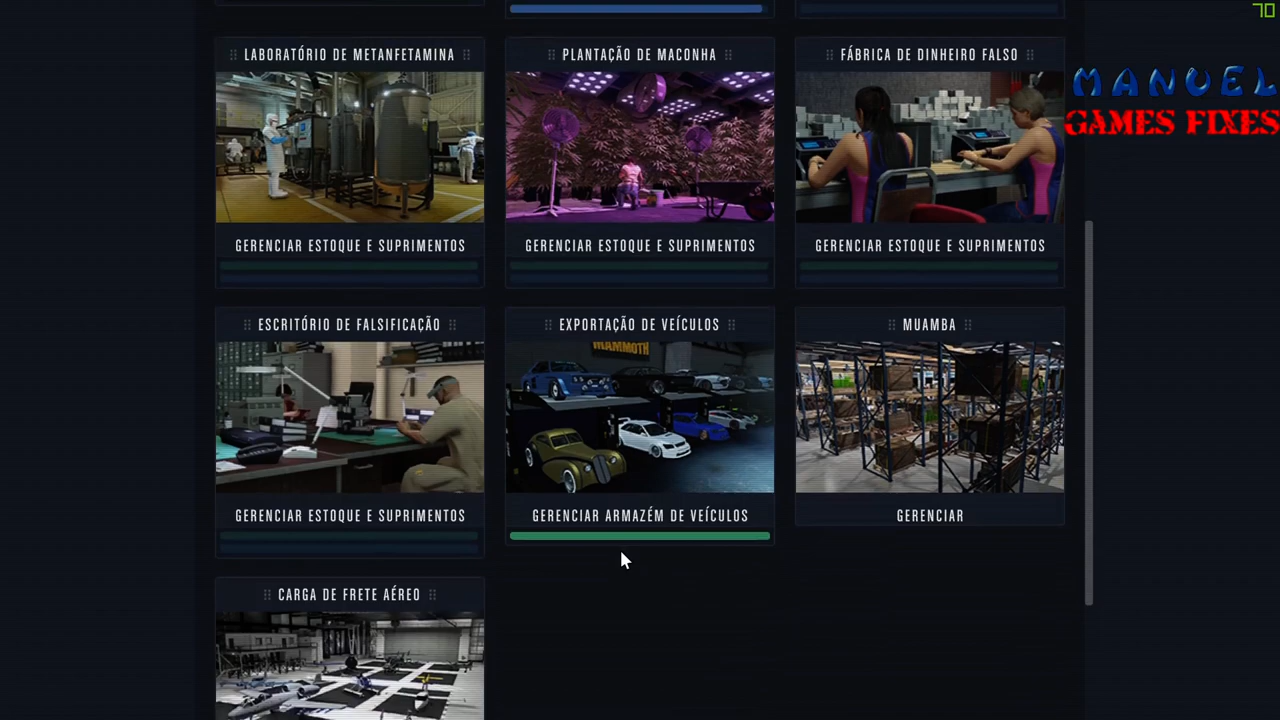 70
LABORATÓRIO DE METANFETAMINA
PLANTAÇÃO DE MACONHA
FÁBRICA DE DINHEIRO FALSO
MANUEL
GAMES FIXES
GERENCIAR ESTOQUE E SUPRIMENTOS
GERENCIAR ESTOQUE E SUPRIMENTOS
GERENCIAR ESTOQUE E SUPRIMENTOS
ESCRITÓRIO DE FALSIFICAÇÃO
EXPORTAÇÃO DE VEÍCULOS
MUAMBA
MAMMOTH
GERENCIAR ESTOQUE E SUPRIMENTOS
GERENCIAR ARMAZÉM DE VEÍCULOS
GERENCIAR
CARGA DE FRETE AÉREO